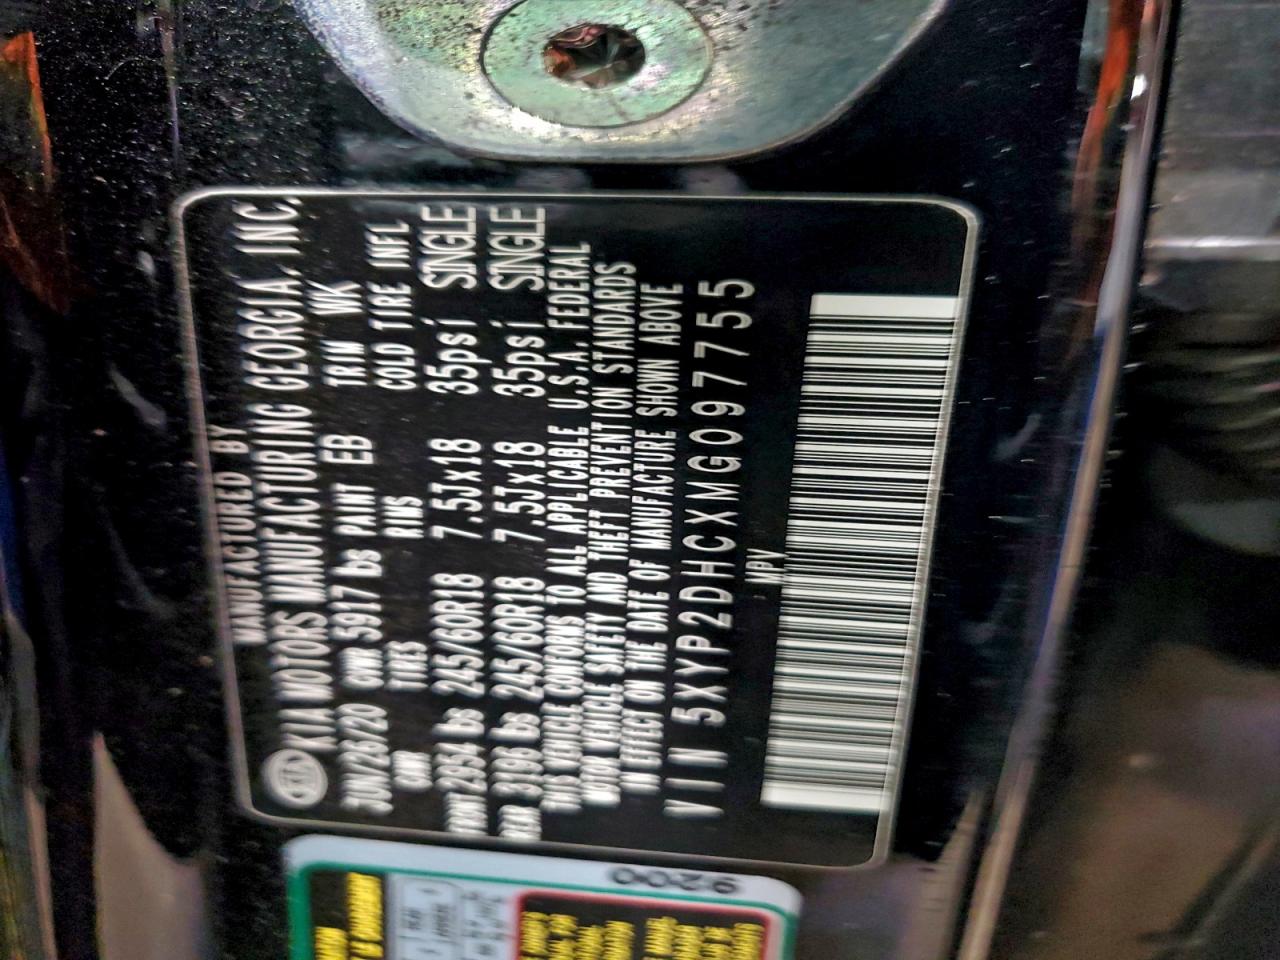 MANUFACTURED BY
KIA MOTORS MANUFACTURING GEORGIA, INC.
JUN/26/20 GVWR 5917 lbs PAINT EB TRIM WK
GAWR TIRES RIMS COLD TIRE INFL
2954 lbs 245/60R18 7.5Jx18 35psi SINGLE
REAR 3196 lbs 245/60R18 7.5Jx18 35psi SINGLE
THIS VEHICLE CONFORMS TO ALL APPLICABLE U.S.A. FEDERAL
MOTOR VEHICLE SAFETY AND THEFT PREVENTION STANDARDS
IN EFFECT ON THE DATE OF MANUFACTURE SHOWN ABOVE
VIN 5XYP2DHCXMG097755
MPV
9200